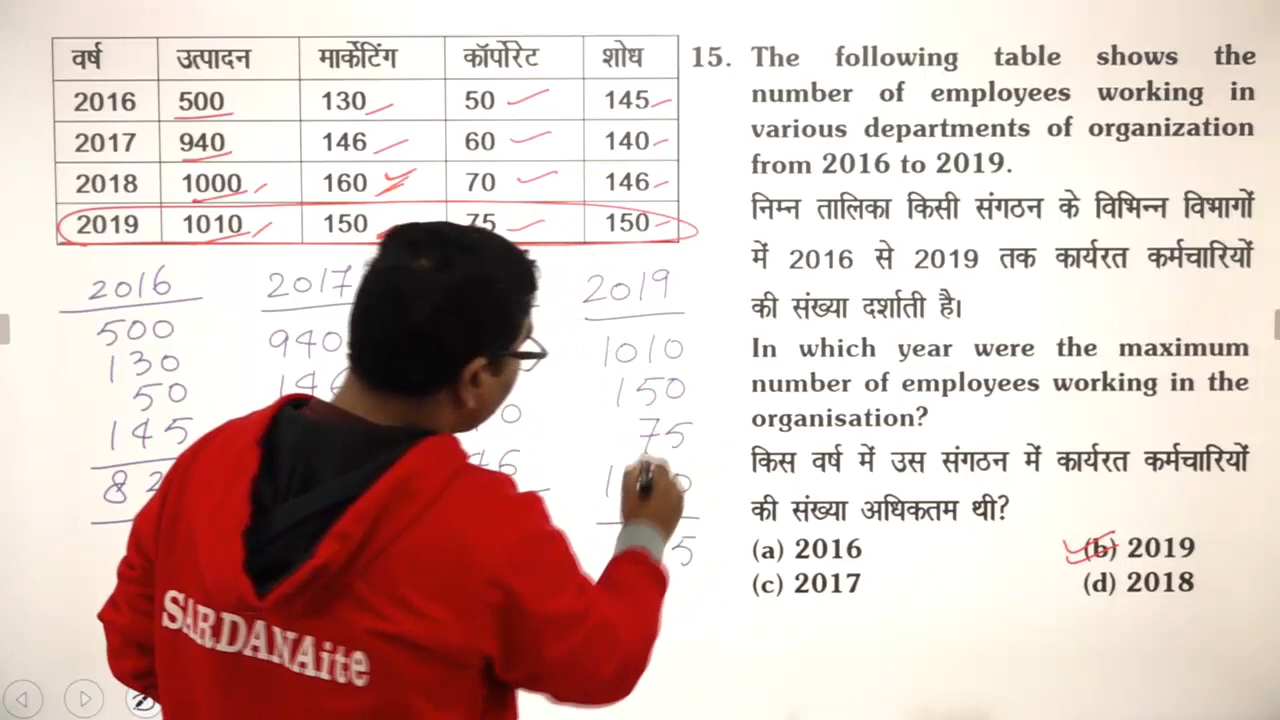 वर्ष उत्पादन मार्केटिंग कॉर्पोरेट शोध
2016 500 130 50 145
2017 940 146 60 140
2018 1000 160 70 146
2019 1010 150 75 150
2016 2017 2019
500 940 1010
130 146 150
50 75
145
15. The following table shows the
number of employees working in
various departments of organization
from 2016 to 2019.
निम्न तालिका किसी संगठन के विभिन्न विभागों
में 2016 से 2019 तक कार्यरत कर्मचारियों
की संख्या दर्शाती है।
In which year were the maximum
number of employees working in the
organisation?
किस वर्ष में उस संगठन में कार्यरत कर्मचारियों
की संख्या अधिकतम थी?
(a) 2016 (b) 2019
(c) 2017 (d) 2018
SARDANAite